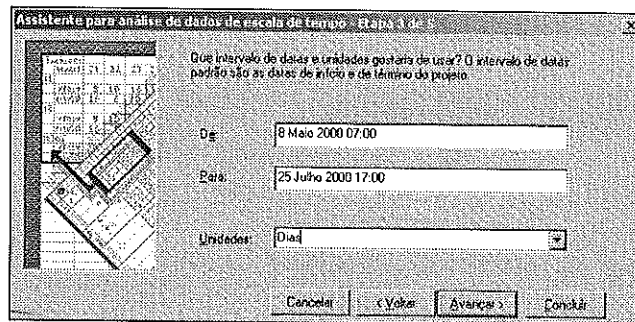 Assistente para análise de dados de escala de tempo - Etapa 3 de 5
Que intervalo de datas e unidades gostaria de usar? O intervalo de datas
padrão são as datas de início e de término do projeto.
De: 8 Maio 2000 07:00
Para: 25 Julho 2000 17:00
Unidades: Dias
Cancelar < Voltar Avançar > Concluir